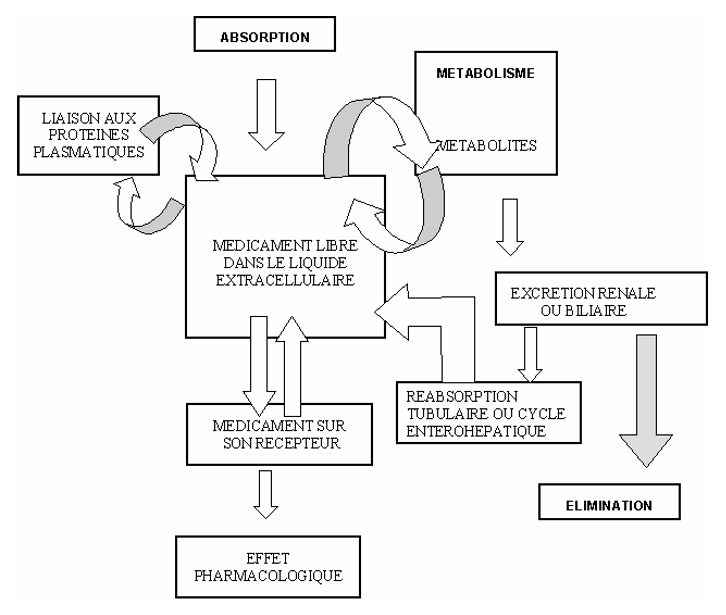 ABSORPTION
METABOLISME
METABOLITES
LIAISON AUX
PROTEINES
PLASMATIQUES
MEDICAMENT LIBRE
DANS LE LIQUIDE
EXTRACELLULAIRE
EXCRETION RENALE
OU BILIAIRE
REABSORPTION
TUBULAIRE OU CYCLE
ENTEROHEPATIQUE
MEDICAMENT SUR
SON RECEPTEUR
ELIMINATION
EFFET
PHARMACOLOGIQUE